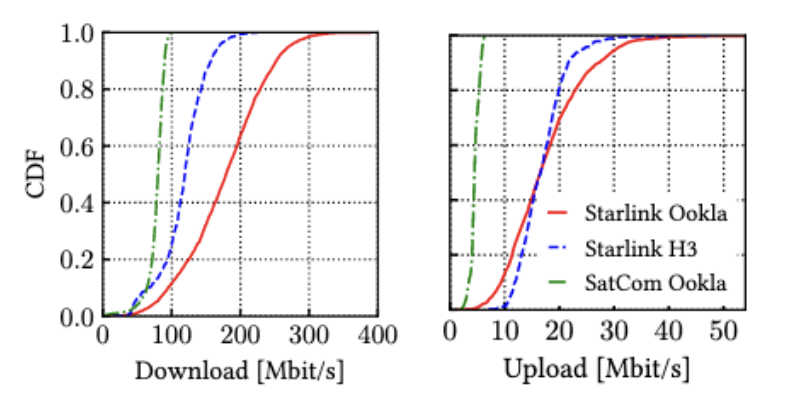 CDF
1.0
0.8
0.6
0.4
0.2
0.0
0 100 200 300 400
Download [Mbit/s]
Starlink Ookla
Starlink H3
SatCom Ookla
0 10 20 30 40 50
Upload [Mbit/s]